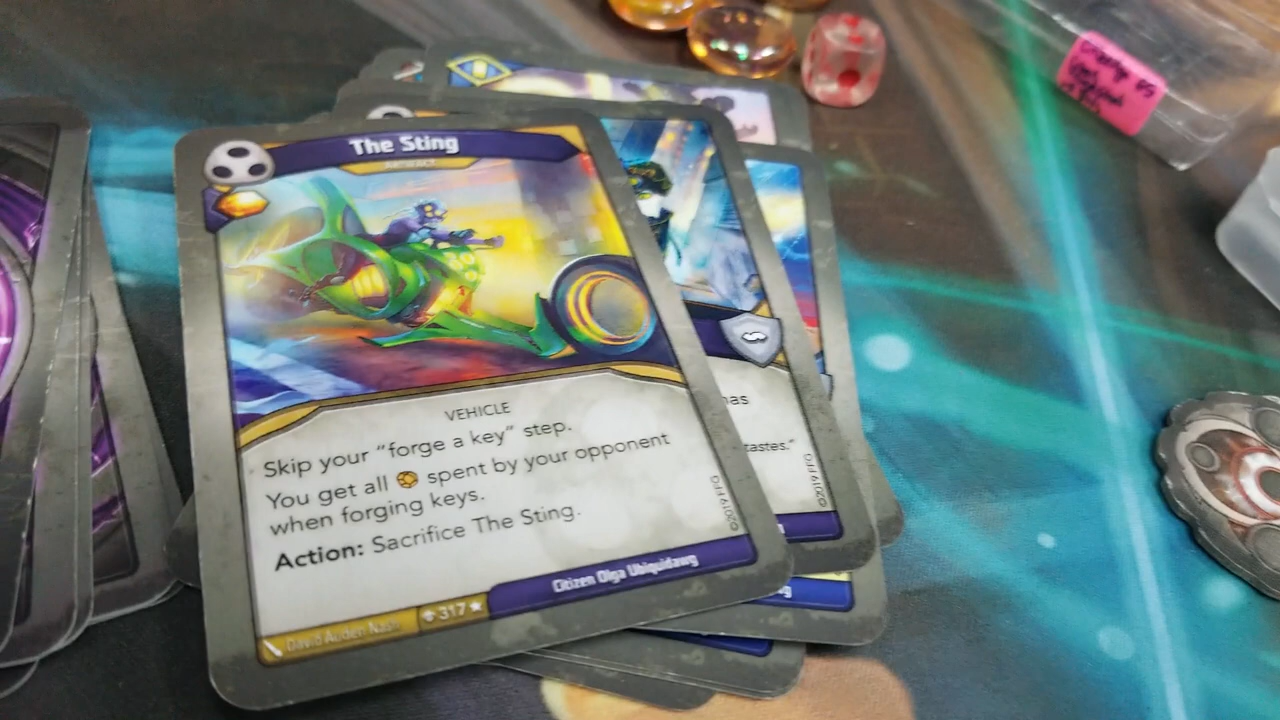 The Sting
ARTIFACT
VEHICLE
Skip your “forge a key” step.
You get all spent by your opponent
when forging keys.
Action: Sacrifice The Sting.
©2019 FFG
Citizen Olga Ubiquidawg
David Auden Nash
317
has
tastes.”
©2019 FFG